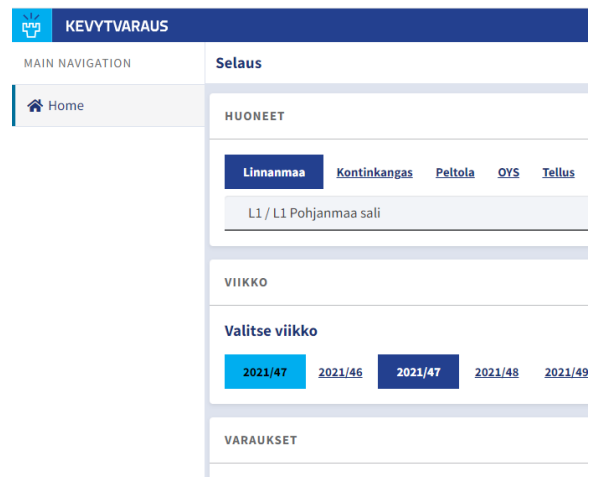 KEVYTVARAUS
MAIN NAVIGATION
Selaus
Home
HUONEET
Linnanmaa Kontinkangas Peltola OYS Tellus
L1 / L1 Pohjanmaa sali
VIIKKO
Valitse viikko
2021/47 2021/46 2021/47 2021/48 2021/49
VARAUKSET